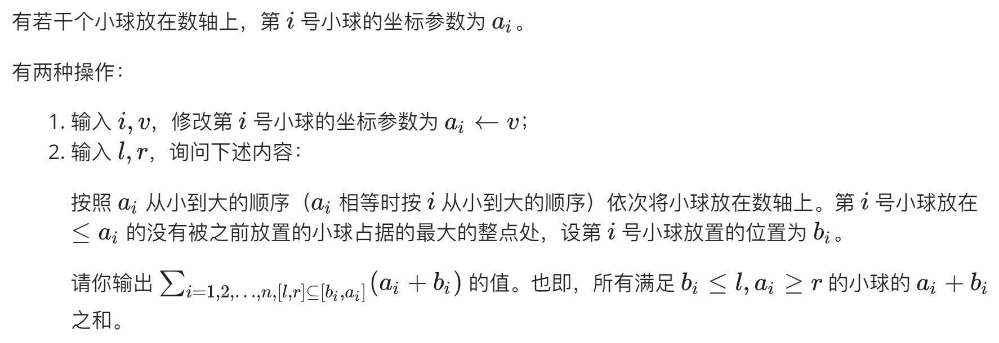 有若干个小球放在数轴上，第 $i$ 号小球的坐标参数为 $a_i$。
有两种操作：
1. 输入 $i, v$，修改第 $i$ 号小球的坐标参数为 $a_i \leftarrow v$；
2. 输入 $l, r$，询问下述内容：
按照 $a_i$ 从小到大的顺序（$a_i$ 相等时按 $i$ 从小到大的顺序）依次将小球放在数轴上。第 $i$ 号小球放在
$\leq a_i$ 的没有被之前放置的小球占据的最大的整点处，设第 $i$ 号小球放置的位置为 $b_i$。
请你输出 $\sum_{i=1,2,\ldots,n,[l,r]\subseteq[b_i,a_i]}(a_i + b_i)$ 的值。也即，所有满足 $b_i \leq l, a_i \geq r$ 的小球的 $a_i + b_i$
之和。